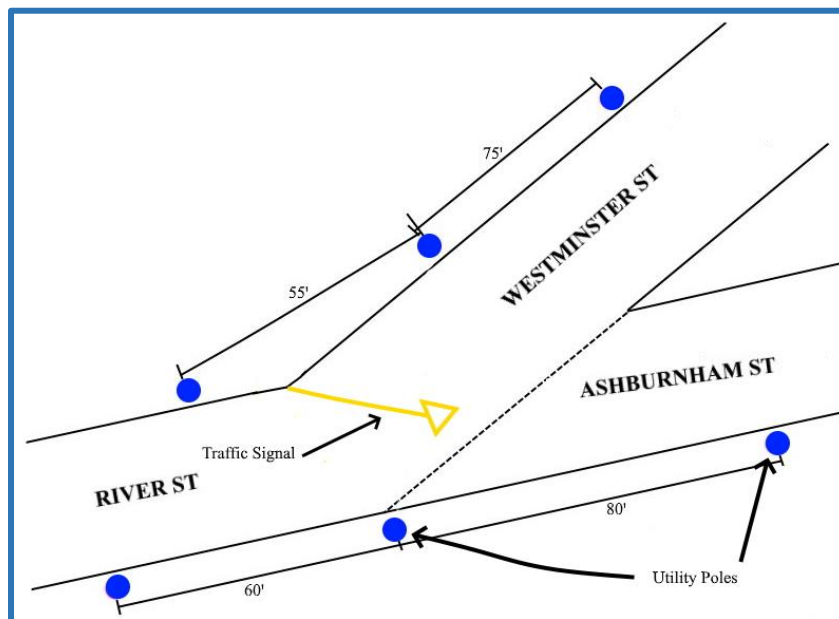 75'
WESTMINSTER ST
55'
ASHBURNHAM ST
Traffic Signal
RIVER ST
80'
Utility Poles
60'